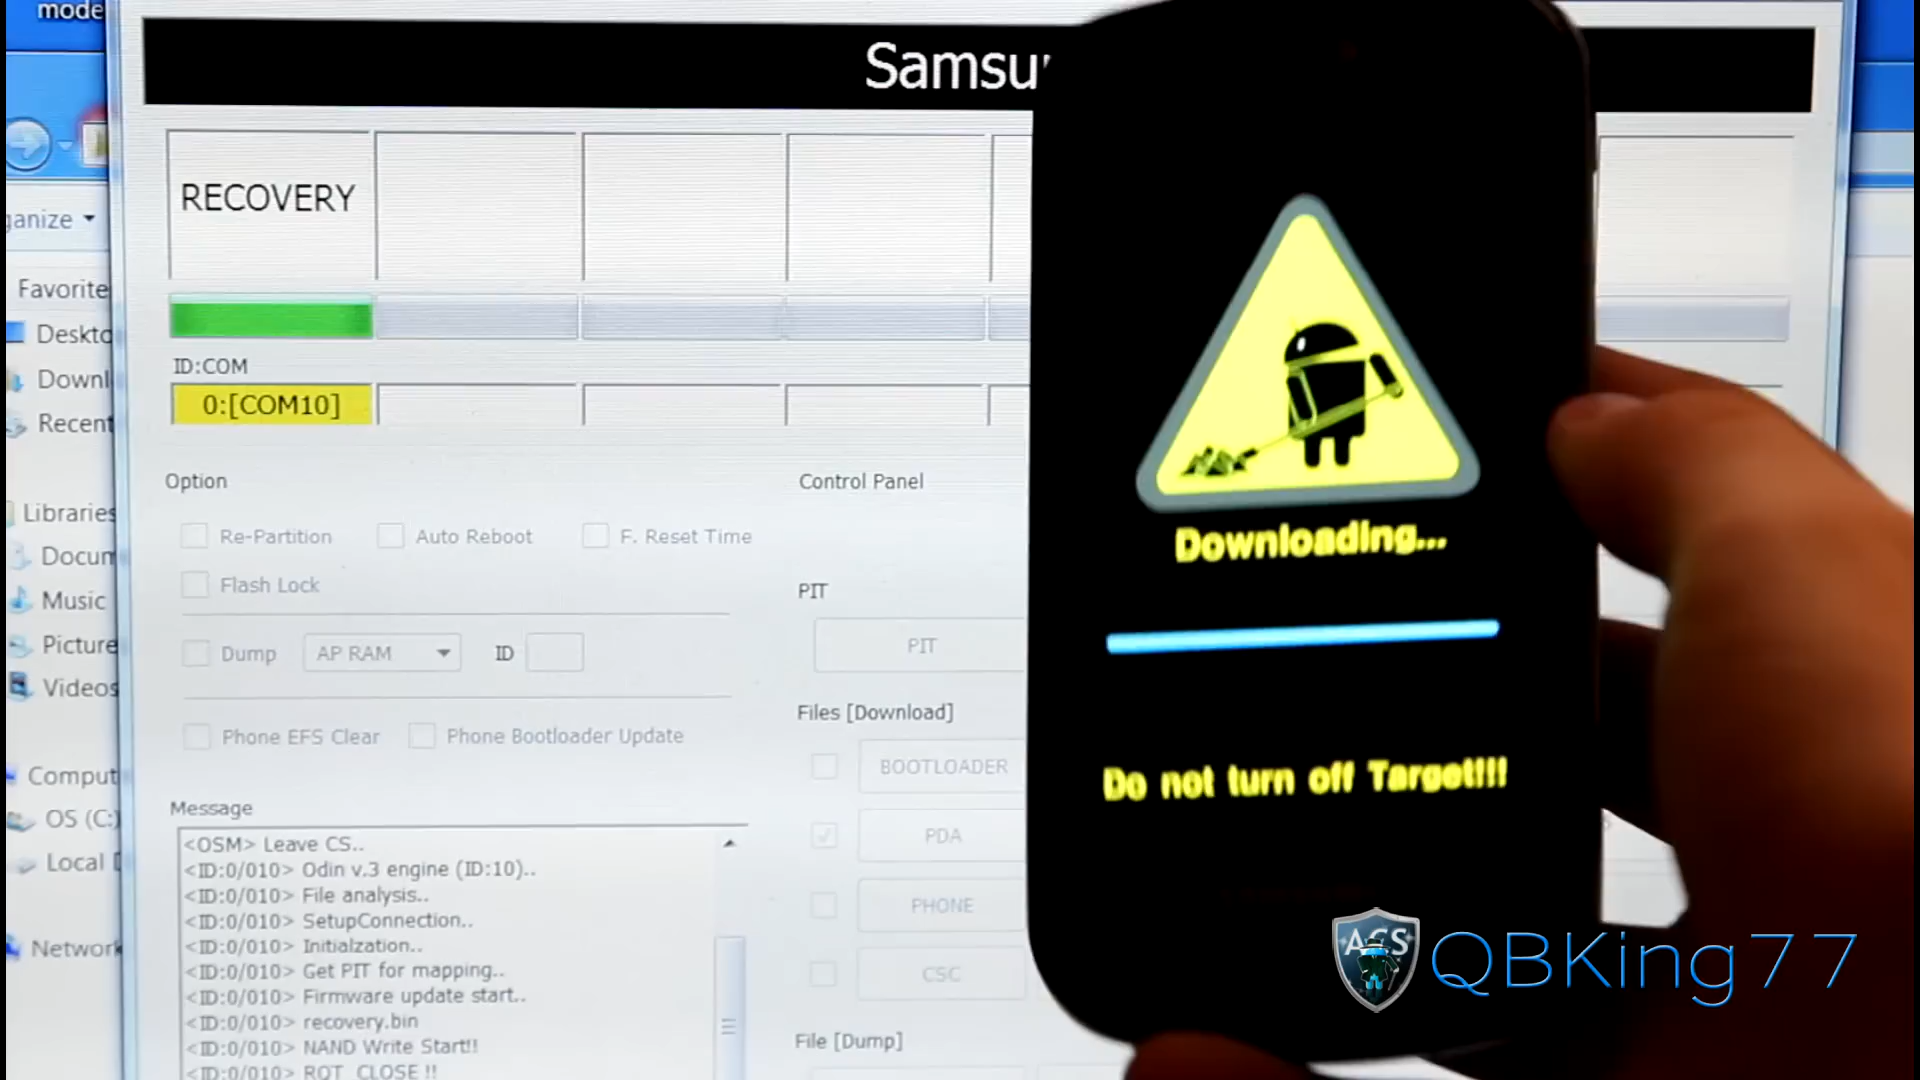 mode
Samsu
RECOVERY
ganize
Favorite
Deskto
Downl
Recent
Libraries
Docum
Music
Picture
Videos
Comput
OS (C:)
Local D
Network
ID:COM
0:[COM10]
Option
Re-Partition
Auto Reboot
F. Reset Time
Flash Lock
Dump
AP RAM
ID
Phone EFS Clear
Phone Bootloader Update
Message
<OSM> Leave CS..
<ID:0/010> Odin v.3 engine (ID:10)..
<ID:0/010> File analysis..
<ID:0/010> SetupConnection..
<ID:0/010> Initialzation..
<ID:0/010> Get PIT for mapping..
<ID:0/010> Firmware update start..
<ID:0/010> recovery.bin
<ID:0/010> NAND Write Start!!
<ID:0/010> RQT_CLOSE !!
Control Panel
PIT
PIT
Files [Download]
BOOTLOADER
PDA
PHONE
CSC
File [Dump]
Downloading...
Do not turn off Target!!!
ACS
QBKing77